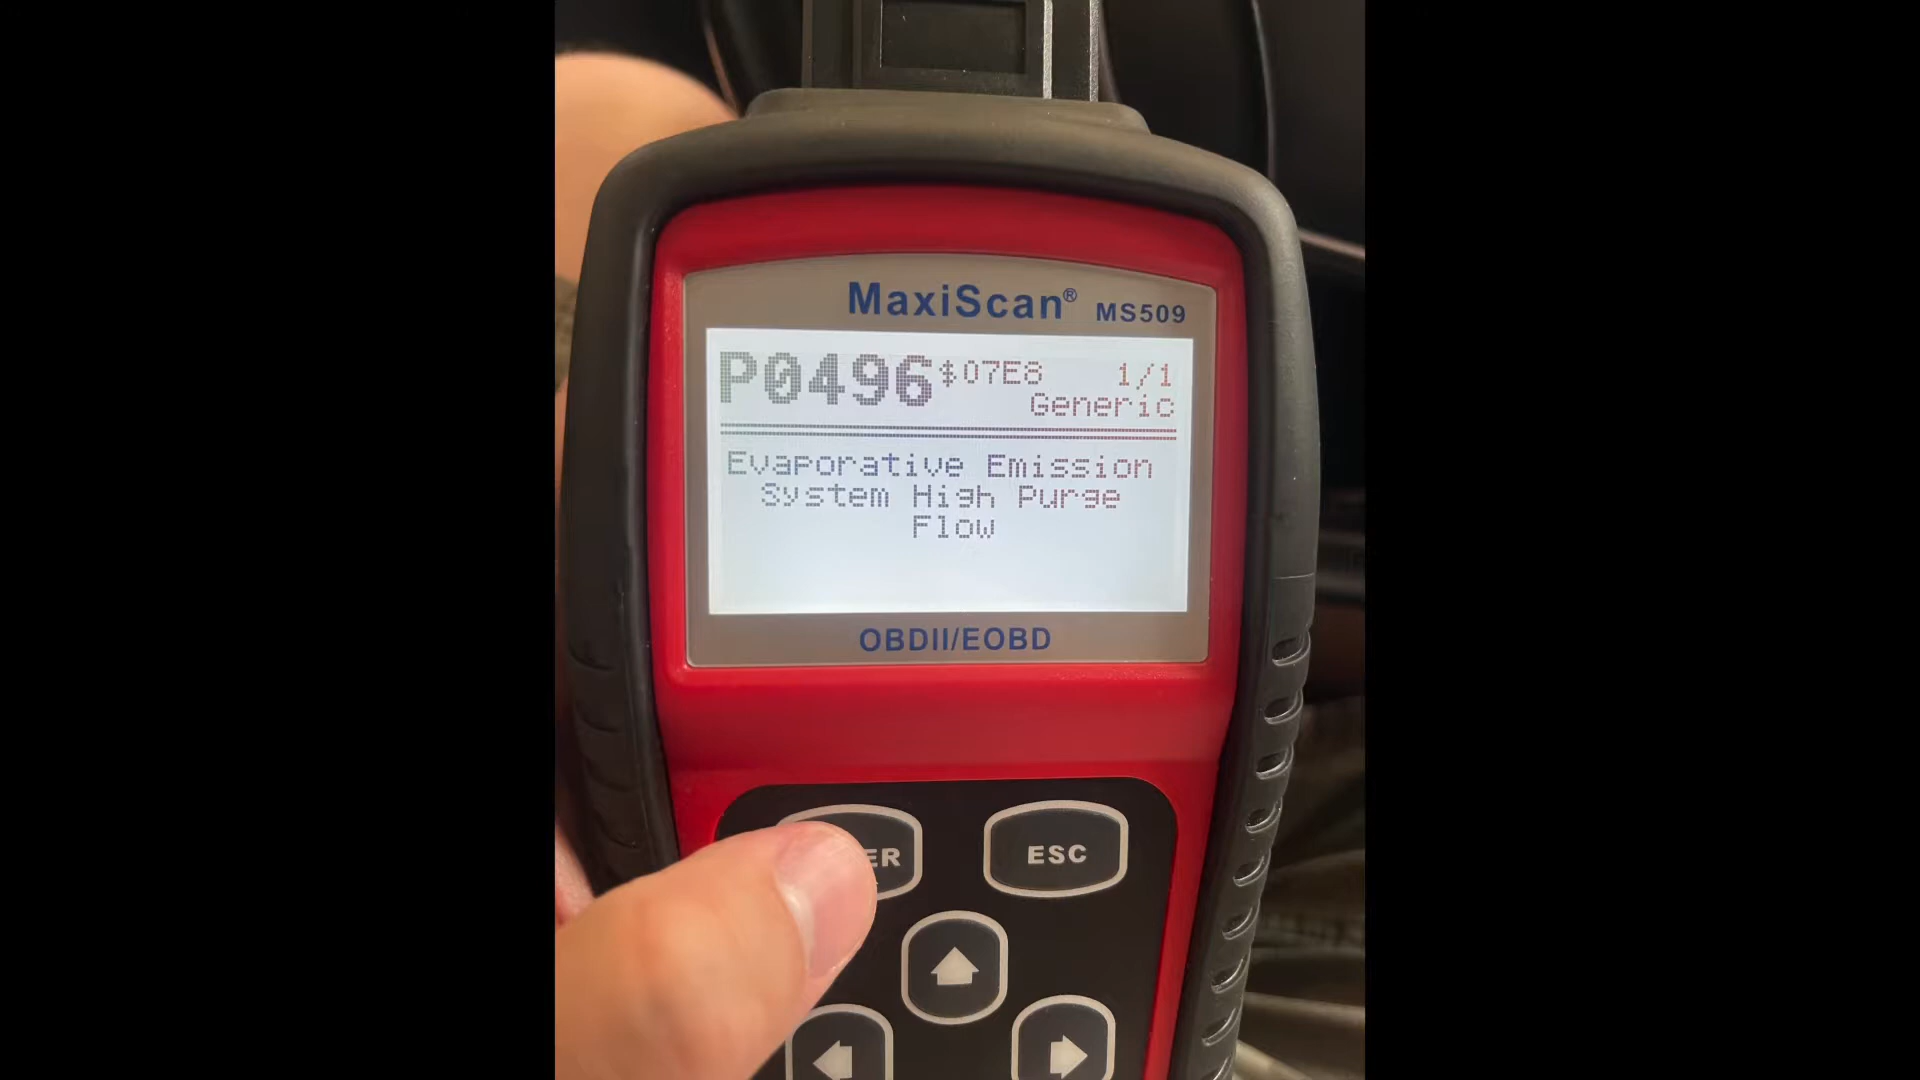 MaxiScan® MS509
P0496 $07E8 1/1
Generic
Evaporative Emission
System High Purge
Flow
OBDII/EOBD
ESC